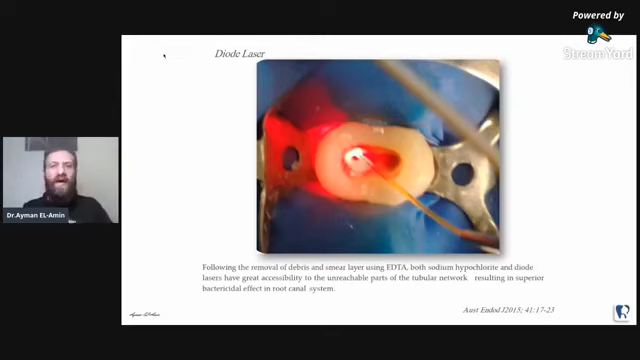 Powered by
StreamYard
Diode Laser
Dr.Ayman EL-Amin
Following the removal of debris and smear layer using EDTA, both sodium hypochlorite and diode
lasers have great accessibility to the unreachable parts of the tubular network resulting in superior
bactericidal effect in root canal system.
Aust Endod J2015; 41:17-23